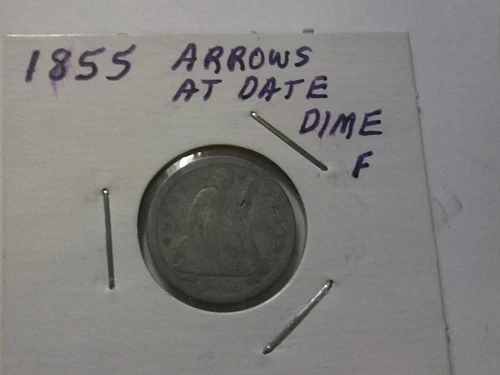 1855 ARROWS
AT DATE
DIME
F